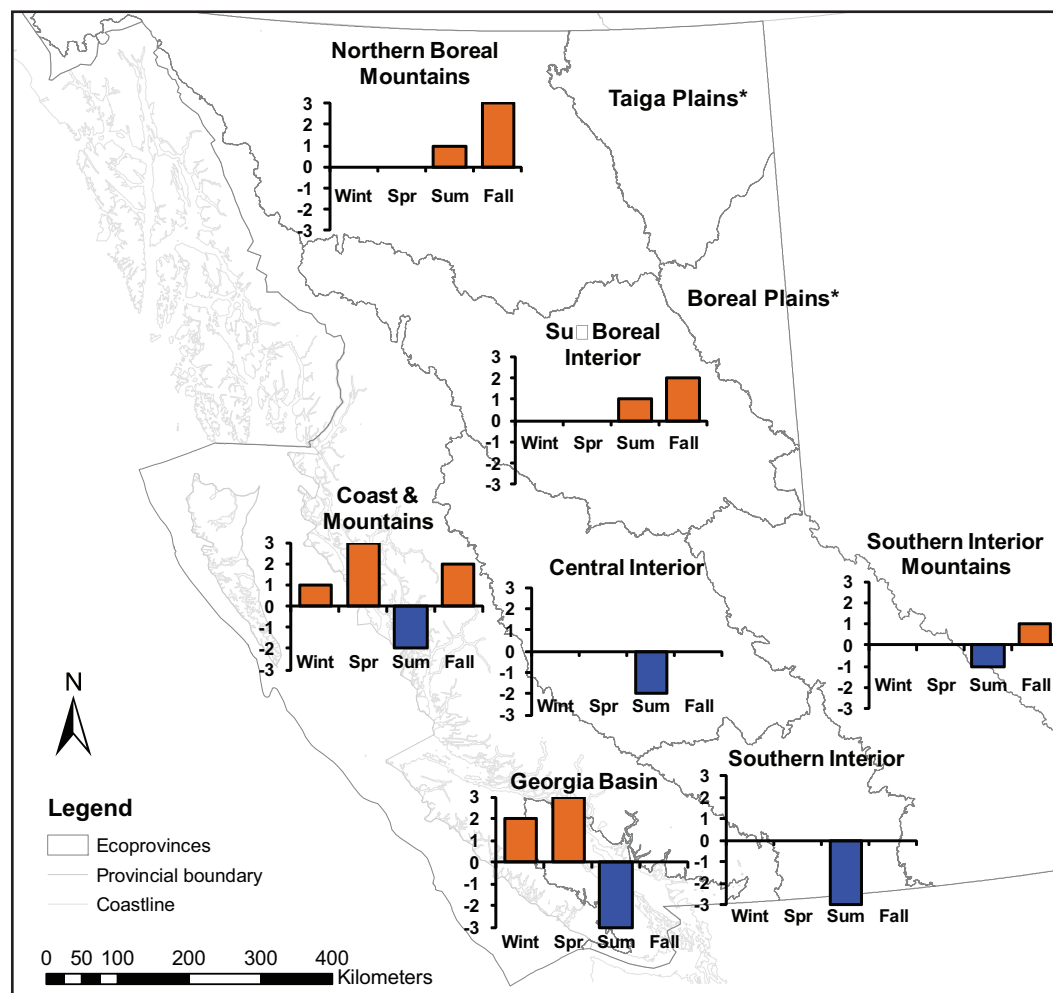 Northern Boreal
Mountains
3
2
1
0
-1
-2
-3
Wint Spr Sum Fall
Taiga Plains*
Boreal Plains*
Su□ Boreal
Interior
3
2
1
0
-1
-2
-3
Wint Spr Sum Fall
Coast &
Mountains
3
2
1
0
-1
-2
-3
Wint Spr Sum Fall
Central Interior
3
2
1
0
-1
-2
-3
Wint Spr Sum Fall
Southern Interior
Mountains
3
2
1
0
-1
-2
-3
Wint Spr Sum Fall
Georgia Basin
3
2
1
0
-1
-2
-3
Wint Spr Sum Fall
Southern Interior
3
2
1
0
-1
-2
-3
Wint Spr Sum Fall
N
Legend
Ecoprovinces
Provincial boundary
Coastline
0 50 100 200 300 400
Kilometers